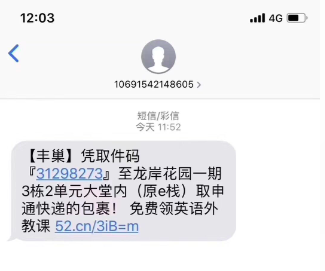 12:03
4G
10691542148605 >
短信/彩信
今天 11:52
【丰巢】凭取件码
『31298273』至龙岸花园一期
3栋2单元大堂内（原e栈）取申
通快递的包裹！ 免费领英语外
教课 52.cn/3iB=m